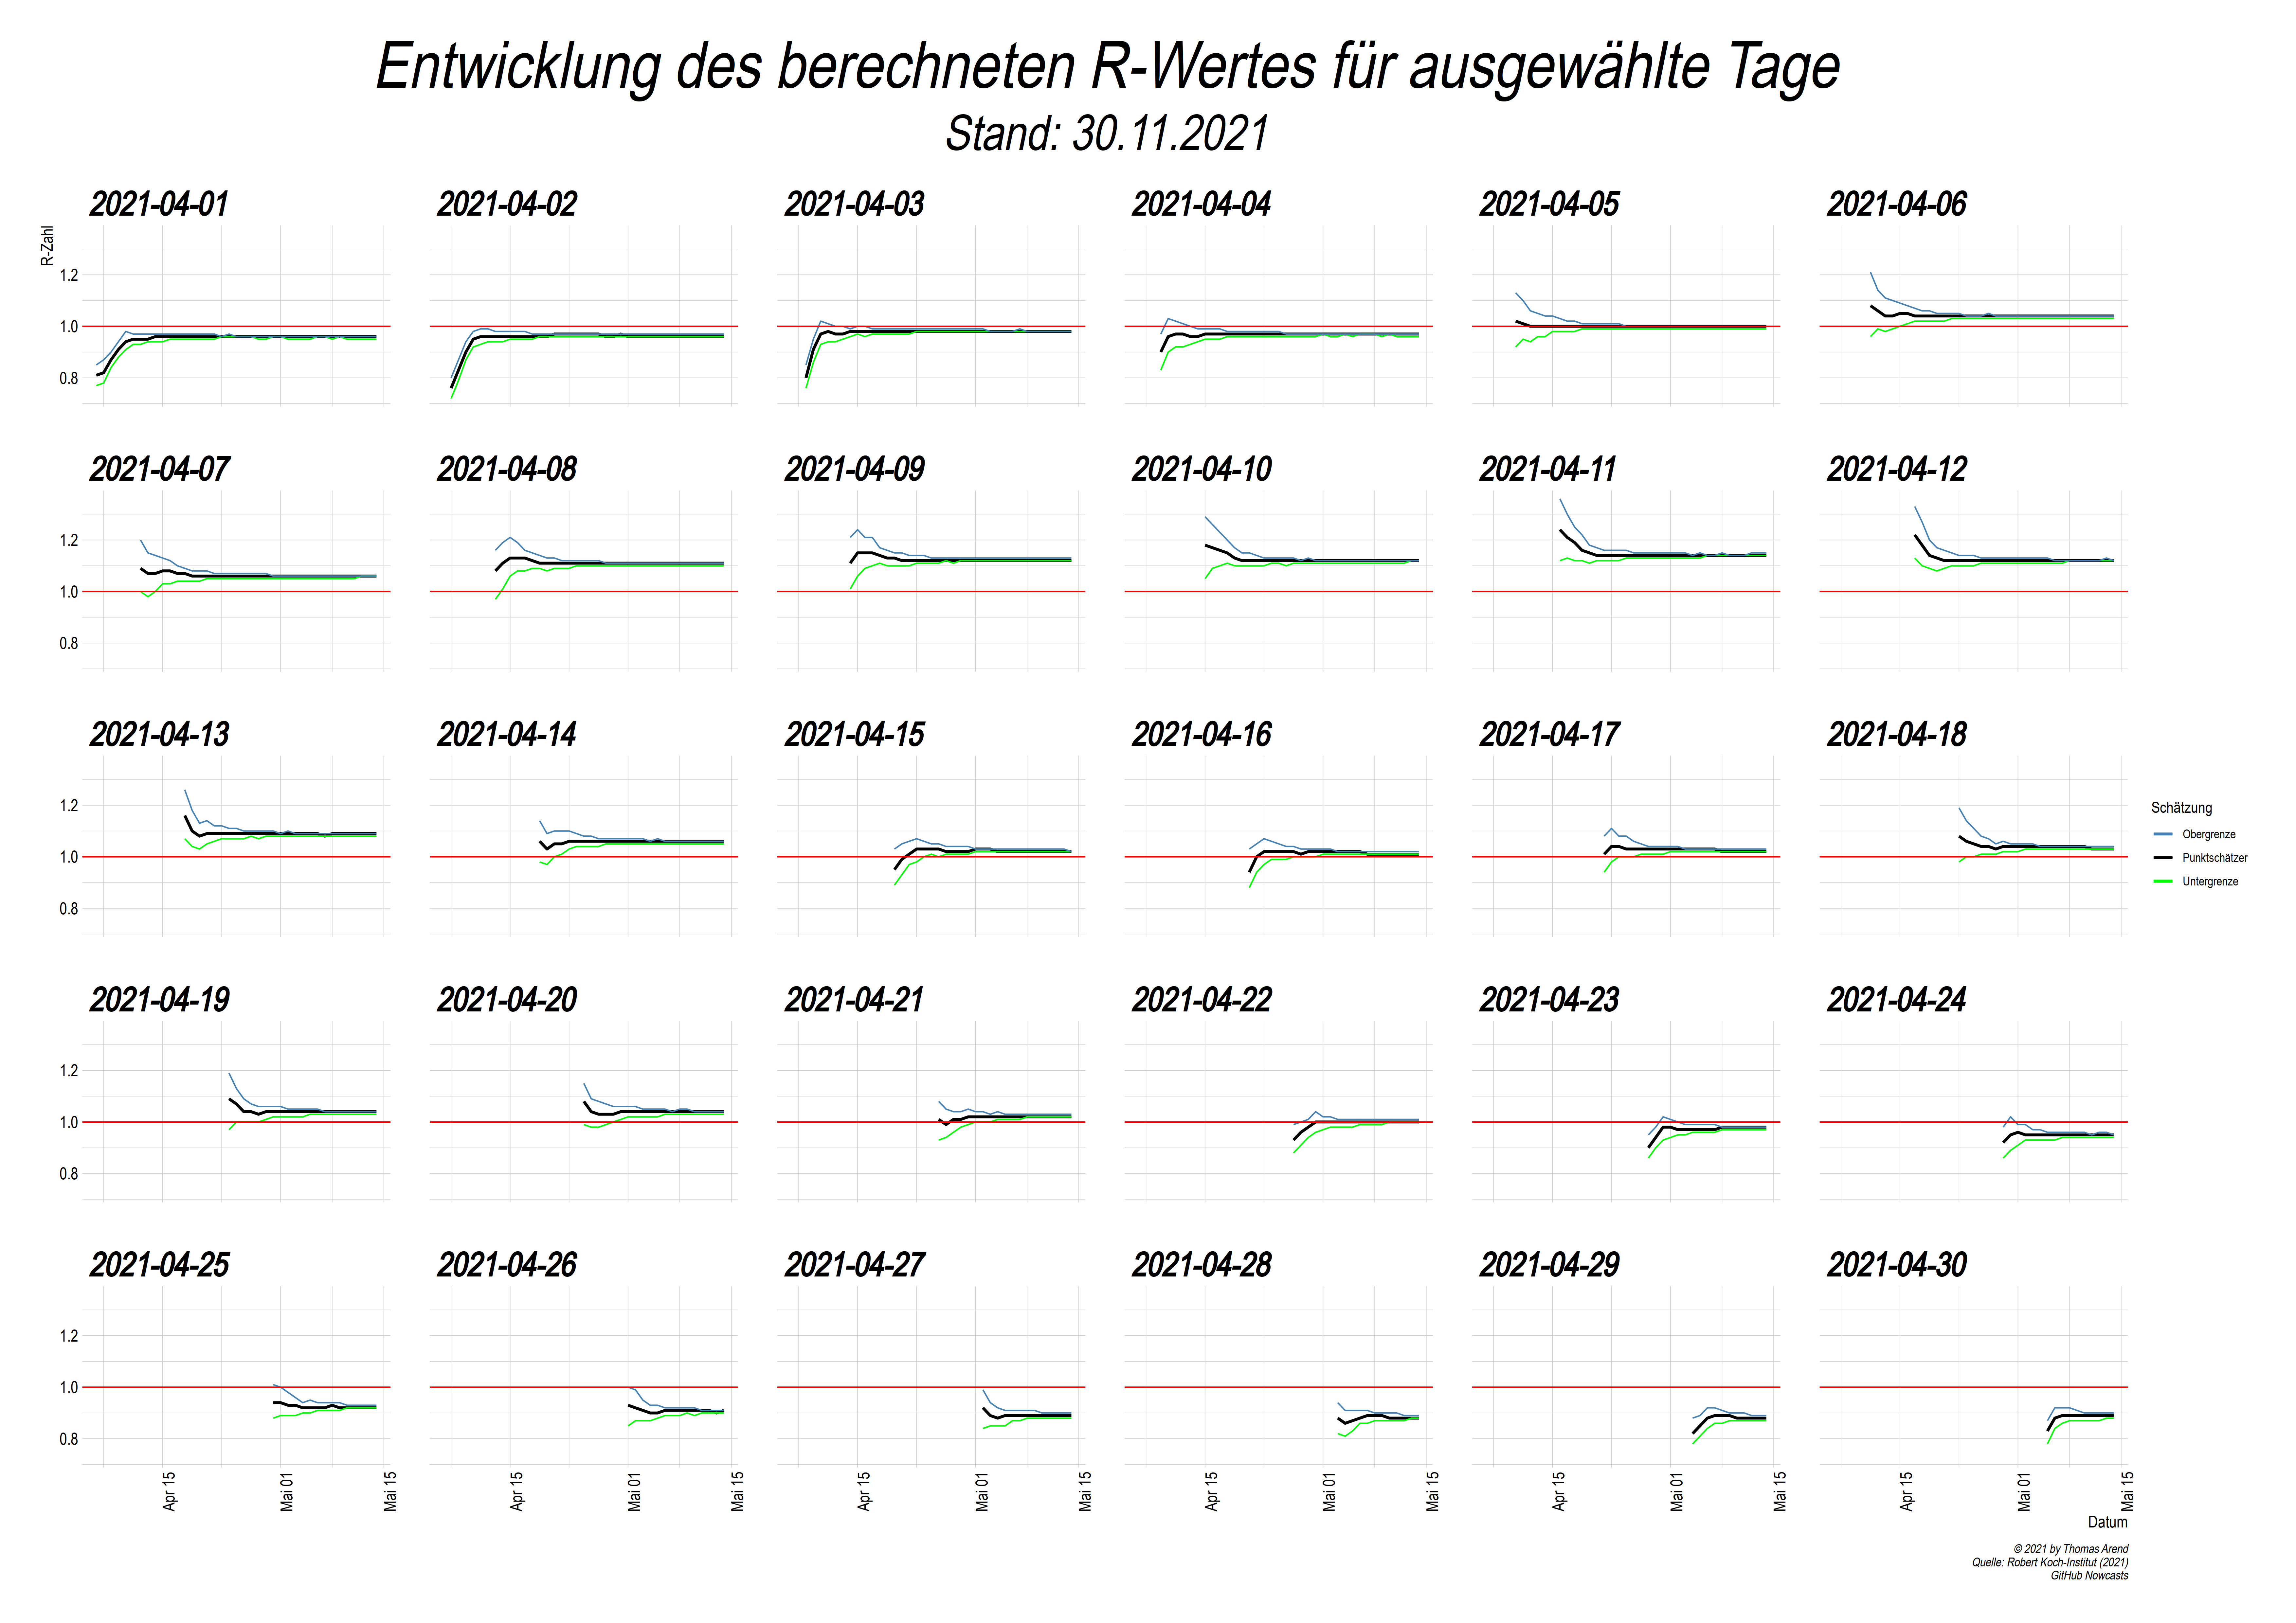 Entwicklung des berechneten R-Wertes für ausgewählte Tage
Stand: 30.11.2021
2021-04-01
2021-04-02
2021-04-03
2021-04-04
2021-04-05
2021-04-06
R-Zahl
1.2
1.0
0.8
2021-04-07
2021-04-08
2021-04-09
2021-04-10
2021-04-11
2021-04-12
1.2
1.0
0.8
2021-04-13
2021-04-14
2021-04-15
2021-04-16
2021-04-17
2021-04-18
1.2
1.0
0.8
Schätzung
Obergrenze
Punktschätzer
Untergrenze
2021-04-19
2021-04-20
2021-04-21
2021-04-22
2021-04-23
2021-04-24
1.2
1.0
0.8
2021-04-25
2021-04-26
2021-04-27
2021-04-28
2021-04-29
2021-04-30
1.2
1.0
0.8
Apr 15
Mai 01
Mai 15
Apr 15
Mai 01
Mai 15
Apr 15
Mai 01
Mai 15
Apr 15
Mai 01
Mai 15
Apr 15
Mai 01
Mai 15
Apr 15
Mai 01
Mai 15
Datum
© 2021 by Thomas Arend
Quelle: Robert Koch-Institut (2021)
GitHub Nowcasts